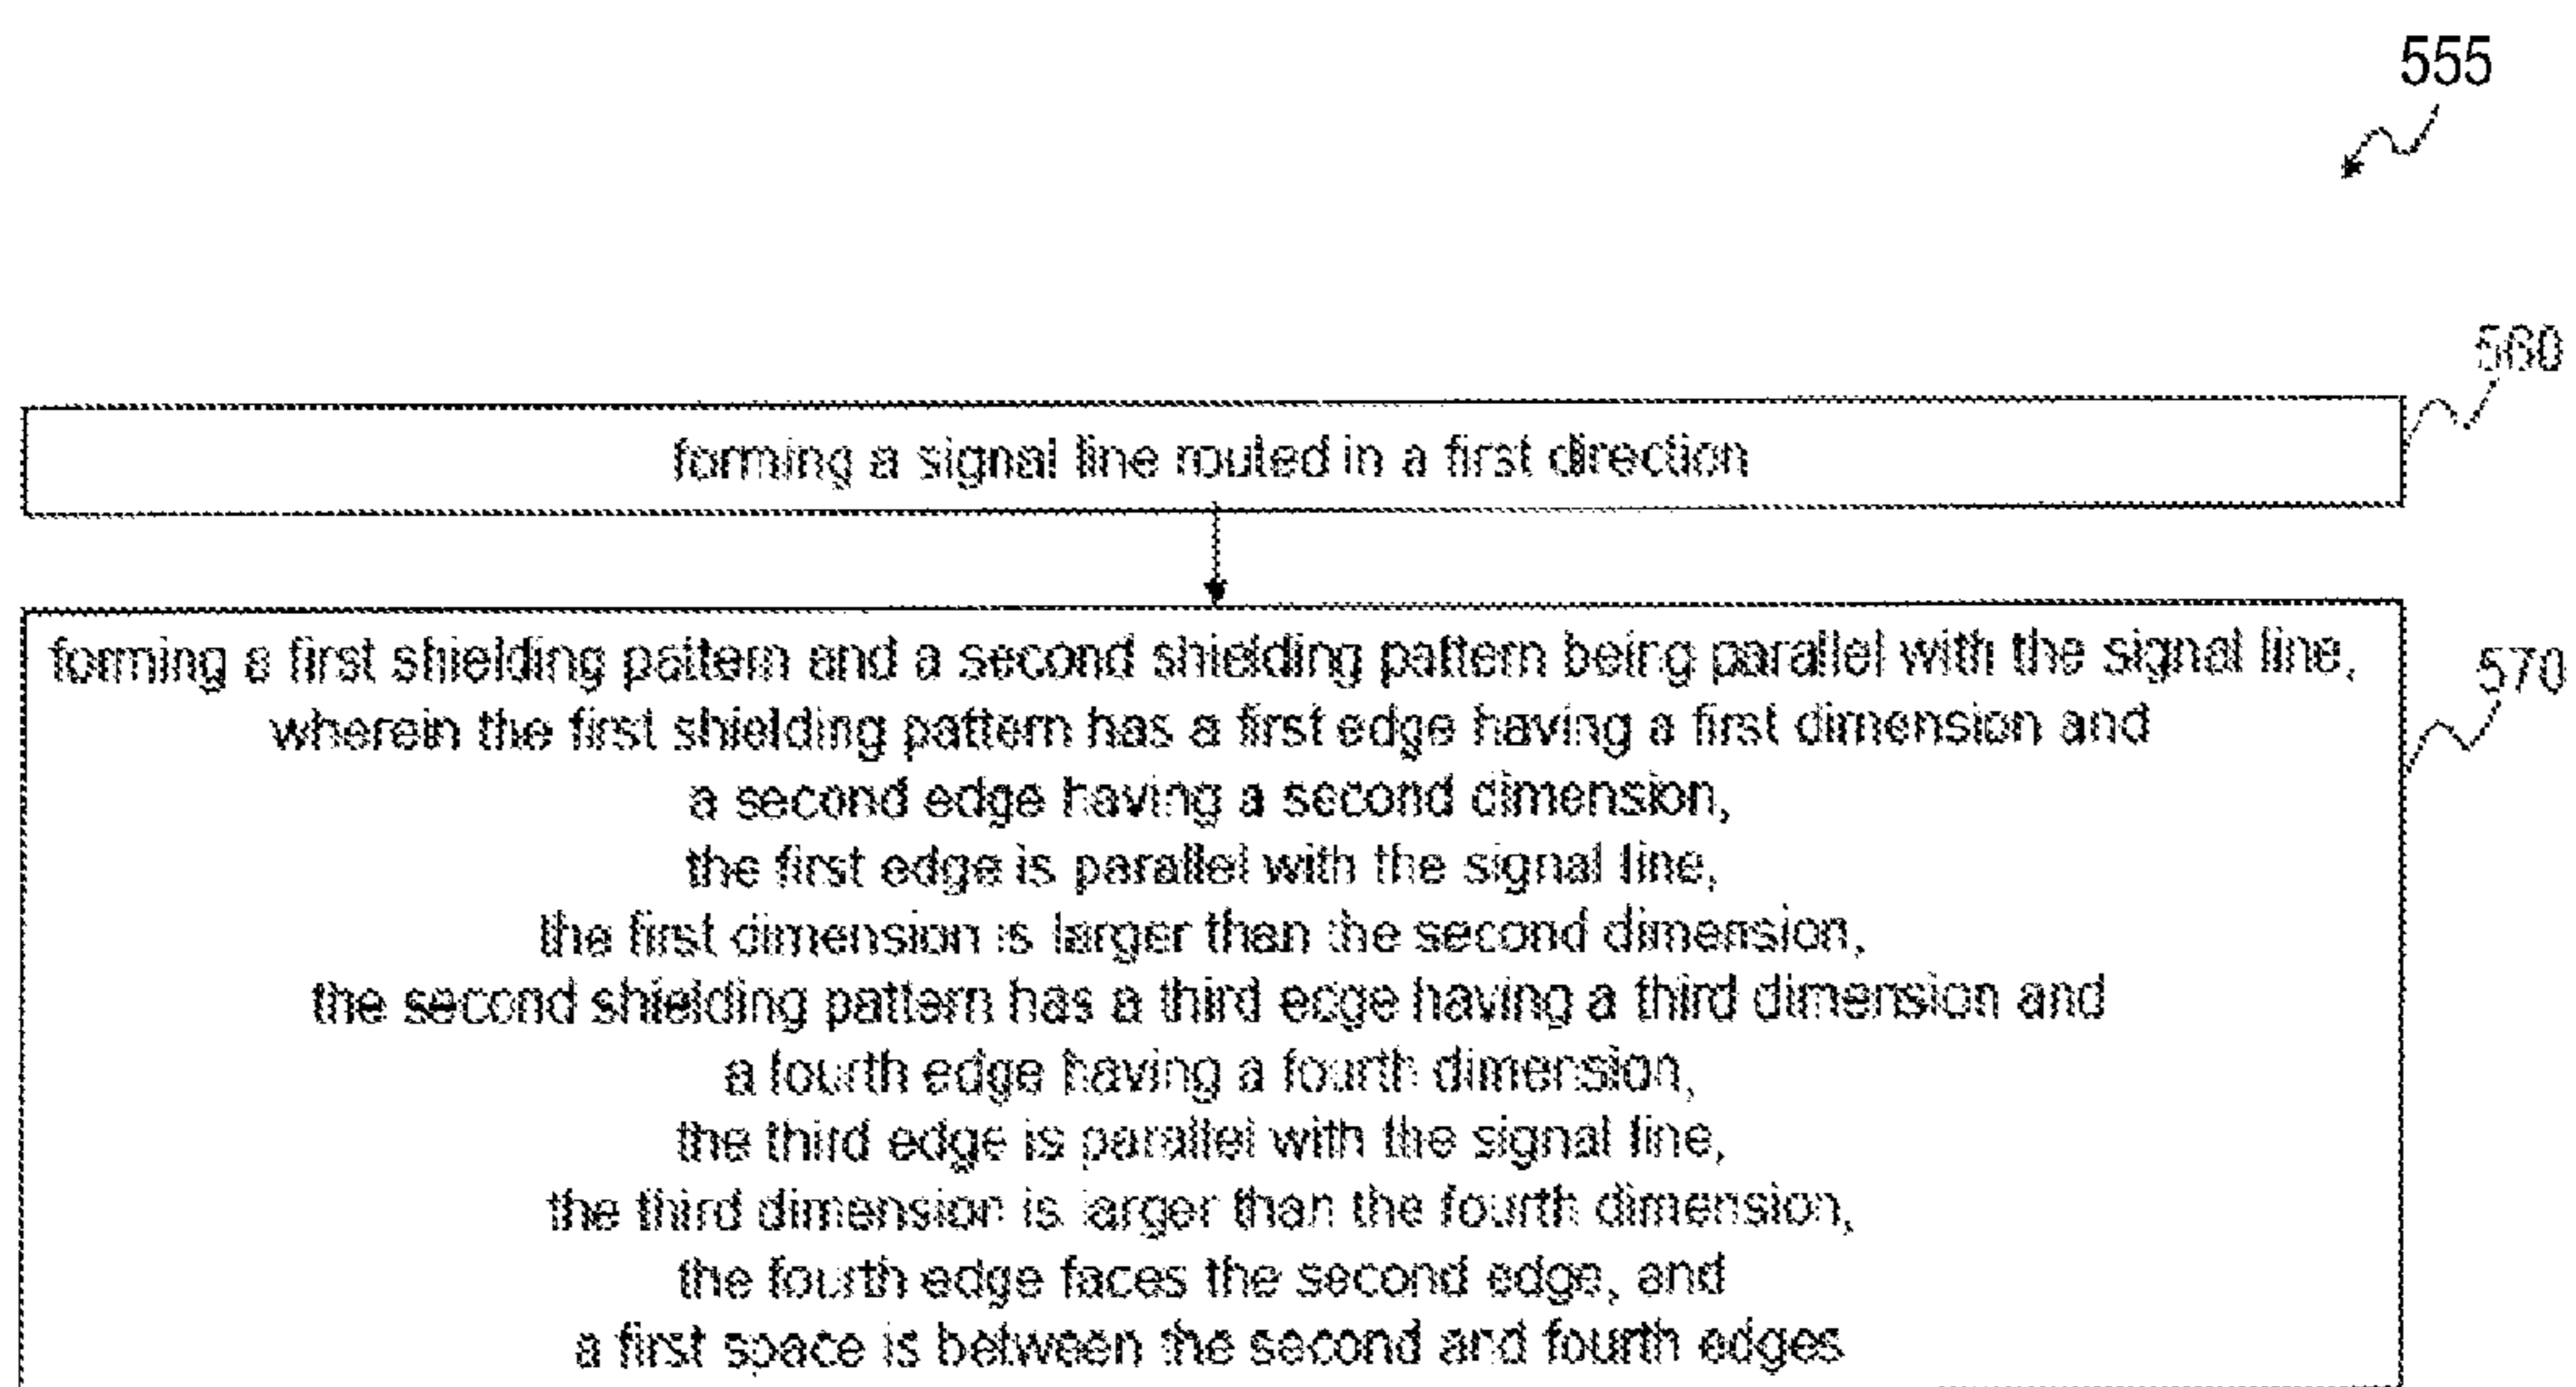 555
560
forming a signal line routed in a first direction
forming a first shielding pattern and a second shielding pattern being parallel with the signal line,
570
wherein the first shielding pattern has a first edge having a first dimension and
a second edge having a second dimension,
the first edge is parallel with the signal line,
the first dimension is larger than the second dimension,
the second shielding pattern has a third edge having a third dimension and
a fourth edge having a fourth dimension,
the third edge is parallel with the signal line,
the third dimension is larger than the fourth dimension,
the fourth edge faces the second edge, and
a first space is between the second and fourth edges